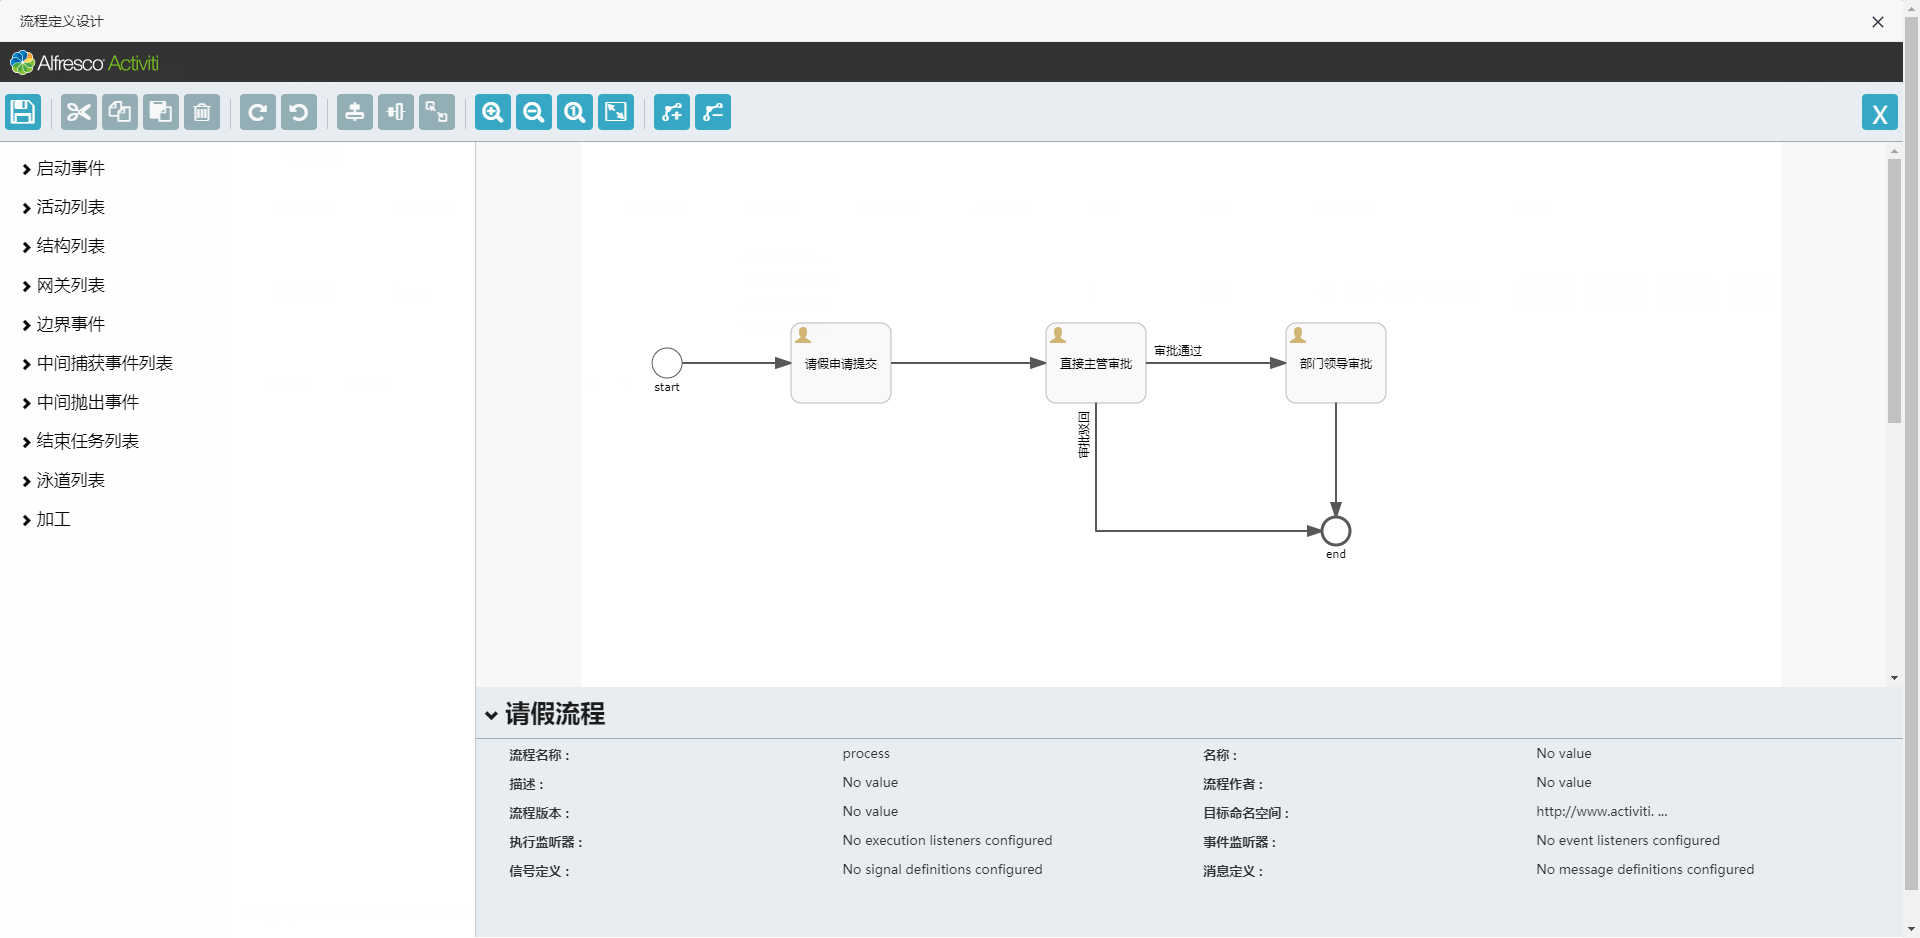 流程定义设计
Alfresco Activiti
X
启动事件
活动列表
结构列表
网关列表
边界事件
中间捕获事件列表
中间抛出事件
结束任务列表
泳道列表
加工
start
请假申请提交
直接主管审批
审批通过
部门领导审批
审批驳回
end
请假流程
流程名称 : process 名称 : No value
描述 : No value 流程作者 : No value
流程版本 : No value 目标命名空间 : http://www.activiti. ...
执行监听器 : No execution listeners configured 事件监听器 : No event listeners configured
信号定义 : No signal definitions configured 消息定义 : No message definitions configured